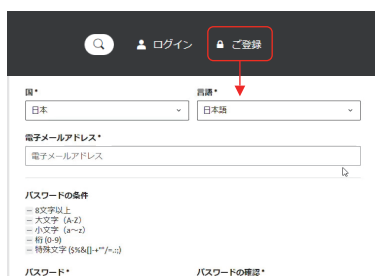 ログイン ご登録
国* 言語*
日本 日本語
電子メールアドレス*
電子メールアドレス
パスワードの条件
− 8文字以上
− 大文字（A-Z）
− 小文字（a～z）
− 桁 (0-9)
− 特殊文字 ($%&[]-+"'/=.:;)
パスワード* パスワードの確認*